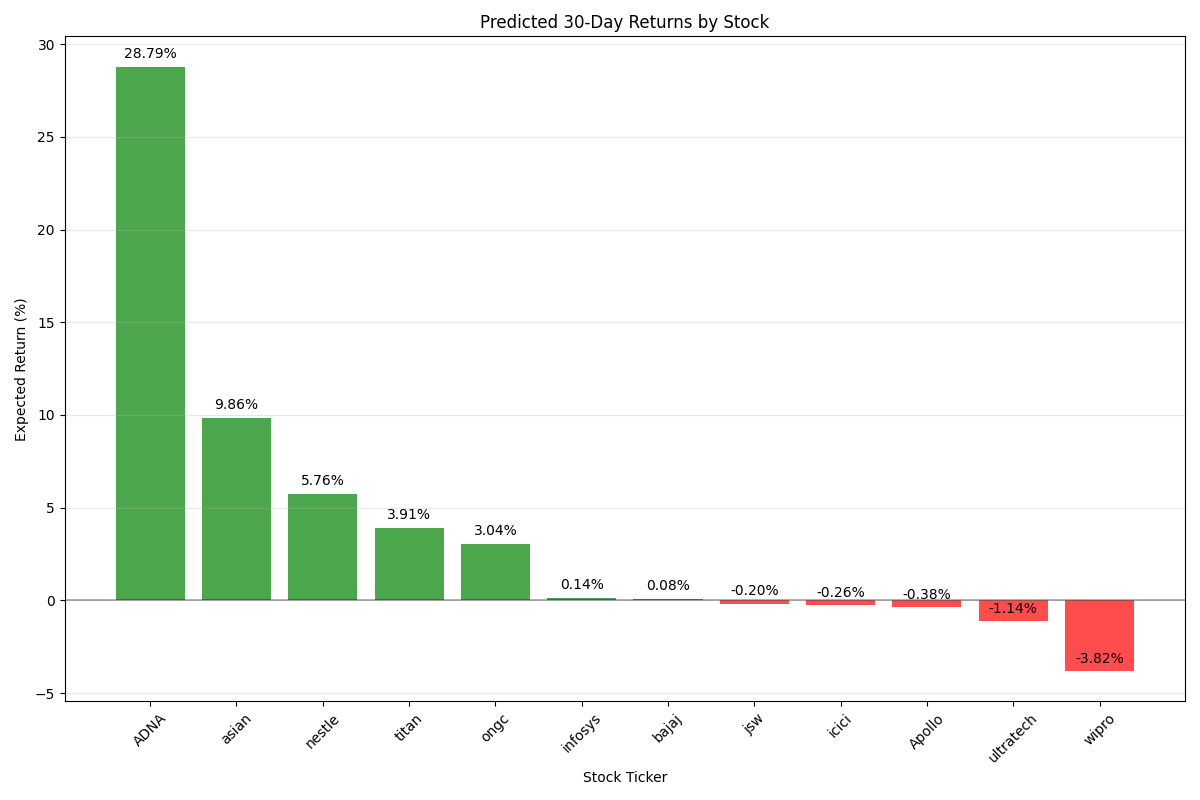 Predicted 30-Day Returns by Stock
Expected Return (%)
30
25
20
15
10
5
0
−5
28.79%
9.86%
5.76%
3.91%
3.04%
0.14%
0.08%
-0.20%
-0.26%
-0.38%
-1.14%
-3.82%
ADNA
asian
nestle
titan
ongc
infosys
bajaj
jsw
icici
Apollo
ultratech
wipro
Stock Ticker